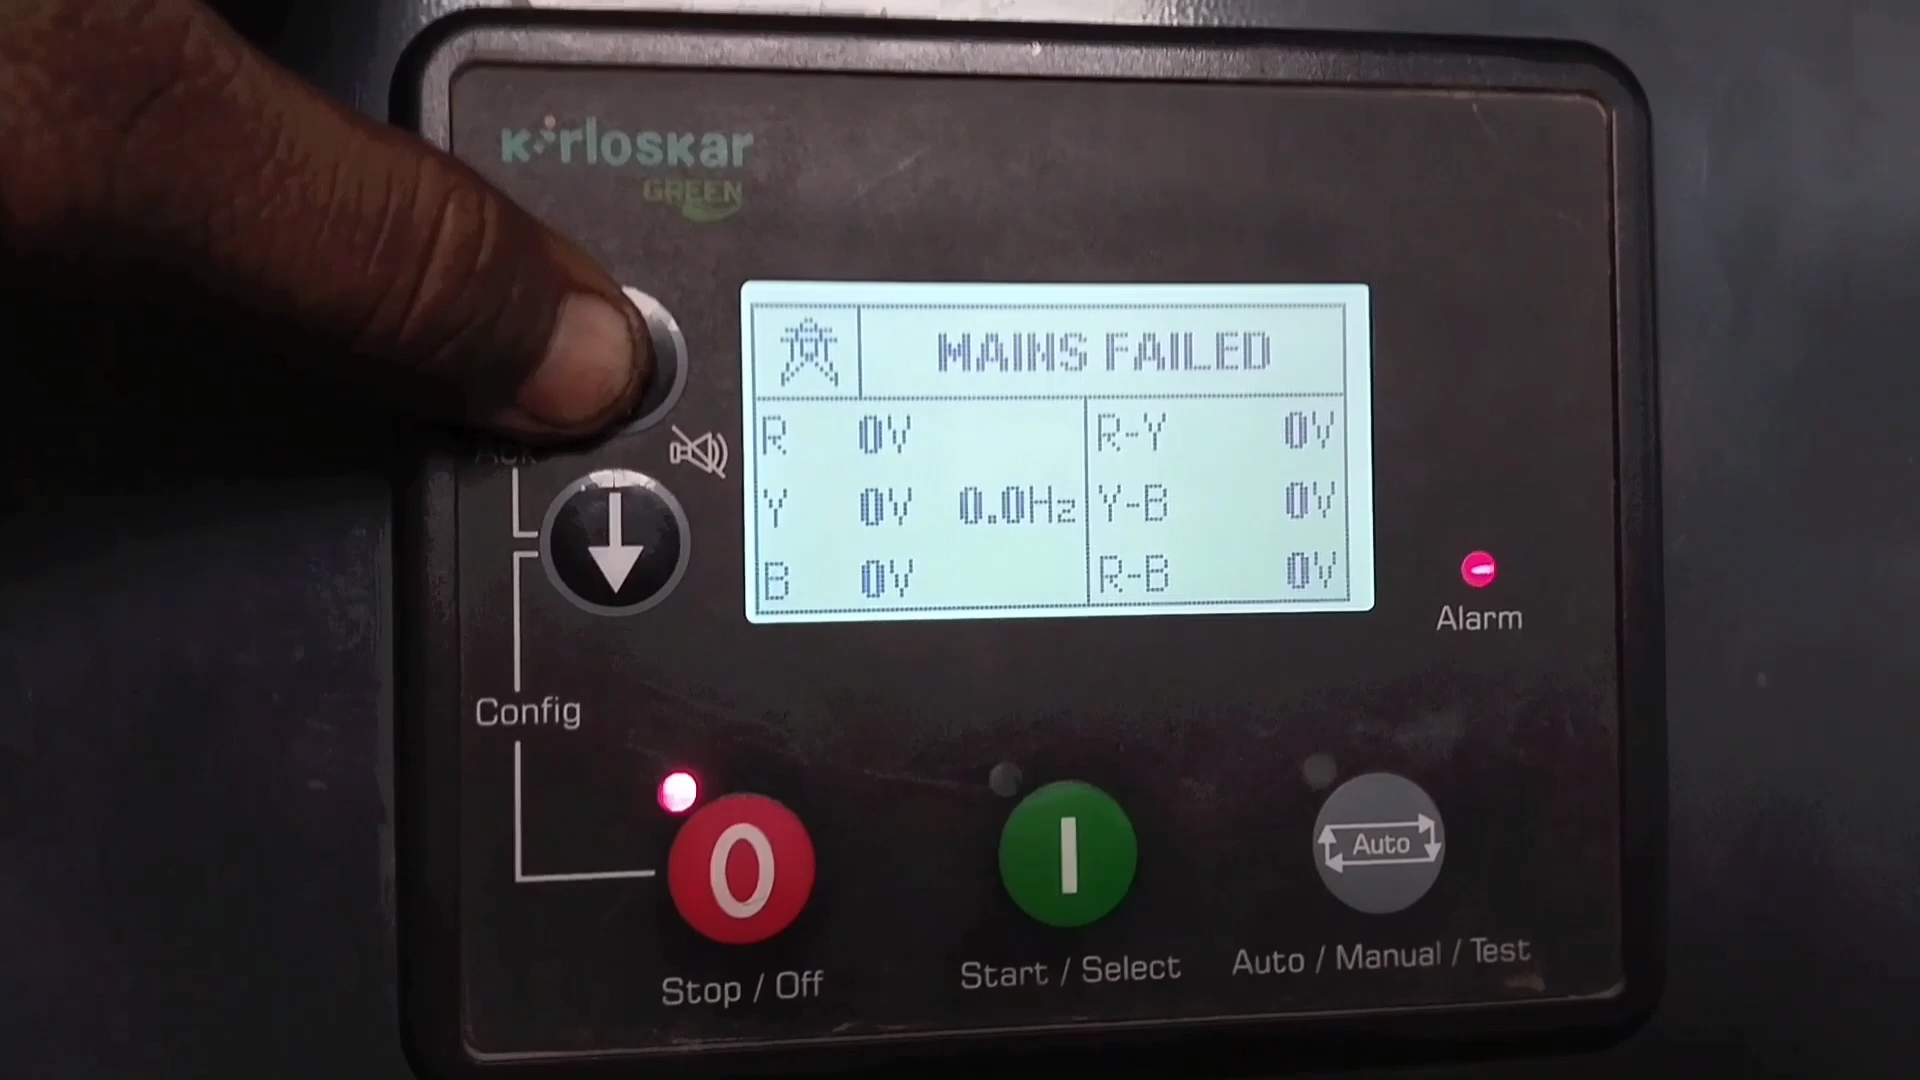 Kirloskar
GREEN
MAINS FAILED
R 0V R-Y 0V
Y 0V 0.0Hz Y-B 0V
B 0V R-B 0V
Alarm
Config
0
I
Auto
Stop / Off
Start / Select
Auto / Manual / Test